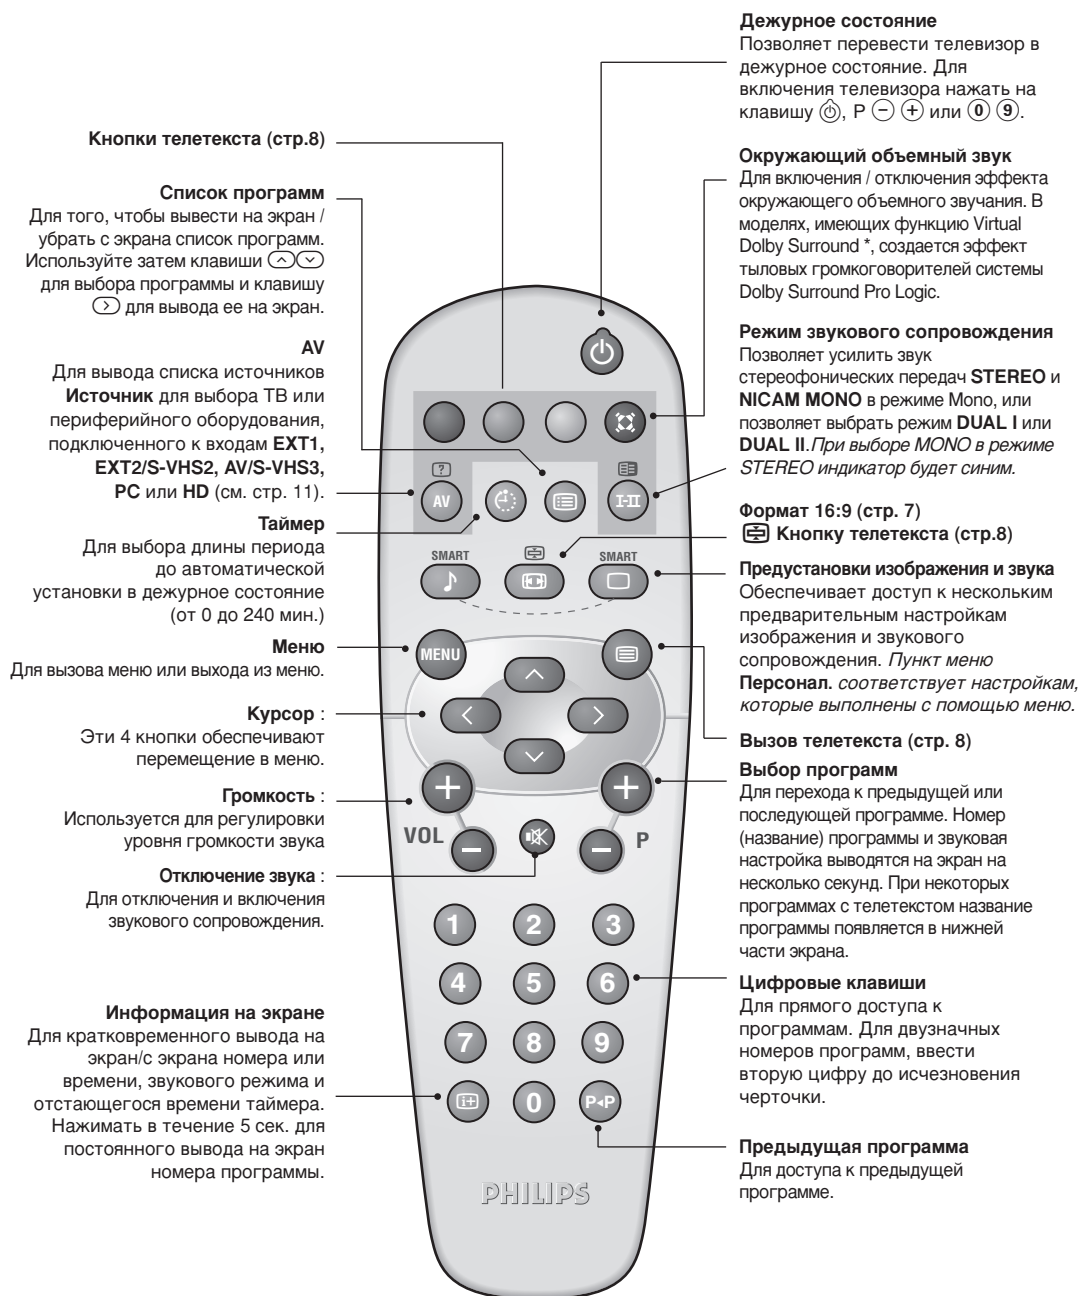 Кнопки телетекста (стр.8)
Список программ
Для того, чтобы вывести на экран /
убрать с экрана список программ.
Используйте затем клавиши
для выбора программы и клавишу
для вывода ее на экран.
AV
Для вывода списка источников
Источник для выбора ТВ или
периферийного оборудования,
подключенного к входам EXT1,
EXT2/S-VHS2, AV/S-VHS3,
PC или HD (см. стр. 11).
Таймер
Для выбора длины периода
до автоматической
установки в дежурное состояние
(от 0 до 240 мин.)
Меню
Для вызова меню или выхода из меню.
Курсор :
Эти 4 кнопки обеспечивают
перемещение в меню.
Громкость :
Используется для регулировки
уровня громкости звука
Отключение звука :
Для отключения и включения
звукового сопровождения.
Информация на экране
Для кратковременного вывода на
экран/с экрана номера или
времени, звукового режима и
отстающегося времени таймера.
Нажимать в течение 5 сек. для
постоянного вывода на экран
номера программы.
?
AV
I-II
SMART
SMART
MENU
VOL
P
1 2 3
4 5 6
7 8 9
i+ 0 P◂P
PHILIPS
Дежурное состояние
Позволяет перевести телевизор в
дежурное состояние. Для
включения телевизора нажать на
клавишу , P − + или 0 9.
Окружающий объемный звук
Для включения / отключения эффекта
окружающего объемного звучания. В
моделях, имеющих функцию Virtual
Dolby Surround *, создается эффект
тыловых громкоговорителей системы
Dolby Surround Pro Logic.
Режим звукового сопровождения
Позволяет усилить звук
стереофонических передач STEREO и
NICAM MONO в режиме Mono, или
позволяет выбрать режим DUAL I или
DUAL II.При выборе MONO в режиме
STEREO индикатор будет синим.
Формат 16:9 (стр. 7)
Кнопку телетекста (стр.8)
Предустановки изображения и звука
Обеспечивает доступ к нескольким
предварительным настройкам
изображения и звукового
сопровождения. Пункт меню
Персонал. соответствует настройкам,
которые выполнены с помощью меню.
Вызов телетекста (стр. 8)
Выбор программ
Для перехода к предыдущей или
последующей программе. Номер
(название) программы и звуковая
настройка выводятся на экран на
несколько секунд. При некоторых
программах с телетекстом название
программы появляется в нижней
части экрана.
Цифровые клавиши
Для прямого доступа к
программам. Для двузначных
номеров программ, ввести
вторую цифру до исчезновения
черточки.
Предыдущая программа
Для доступа к предыдущей
программе.